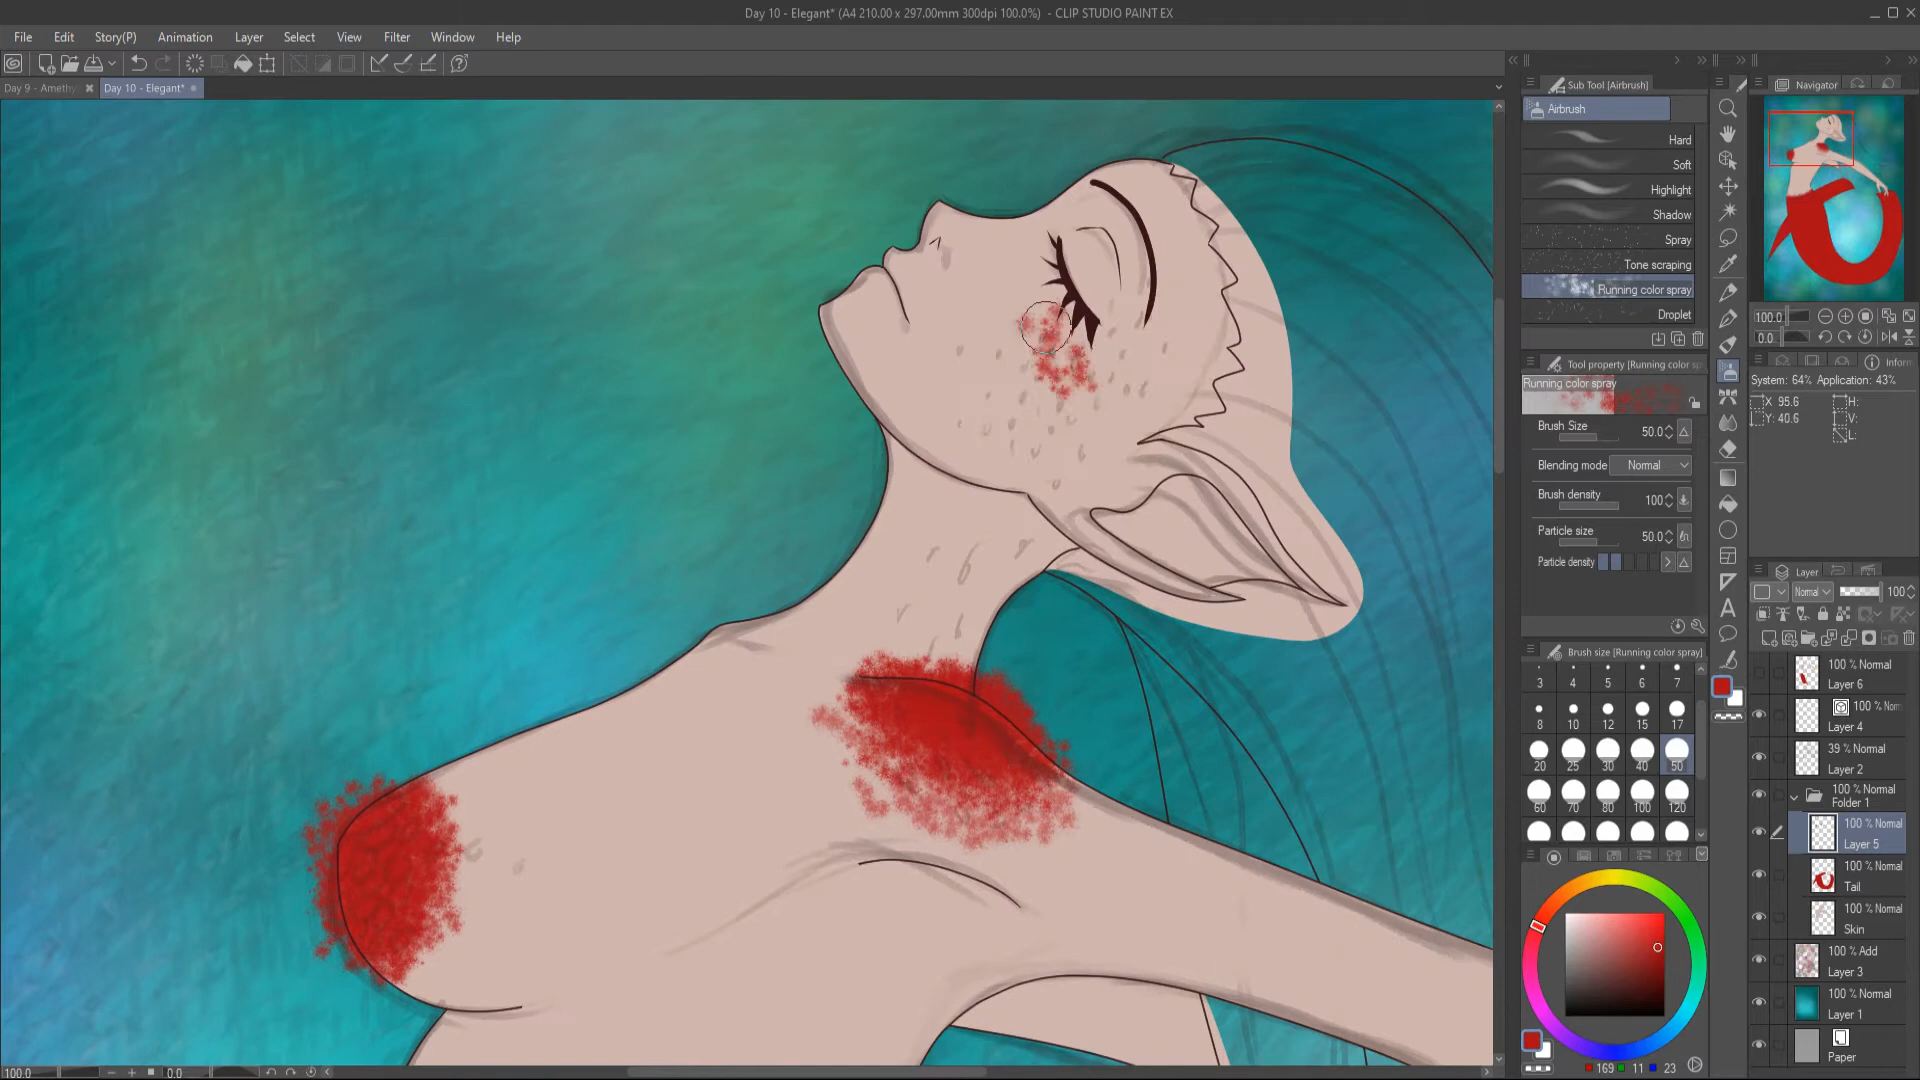 Day 10 - Elegant* (A4 210.00 x 297.00mm 300dpi 100.0%) - CLIP STUDIO PAINT EX
File Edit Story(P) Animation Layer Select View Filter Window Help
Day 9 - Amethy Day 10 - Elegant*
Sub Tool [Airbrush]
Airbrush
Hard
Soft
Highlight
Shadow
Spray
Tone scraping
Running color spray
Droplet
Tool property [Running color sp
Running color spray
Brush Size 50.0
Blending mode Normal
Brush density 100
Particle size 50.0
Particle density
Brush size [Running color spray]
3 4 5 6 7
8 10 12 15 17
20 25 30 40 50
60 70 80 100 120
169 11 23
Navigator
100.0
0.0
Inform
System: 64% Application: 43%
X 95.6 H:
Y: 40.6 V:
L:
Layer
Normal 100
100 % Normal
Layer 6
100 % Norm
Layer 4
39 % Normal
Layer 2
100 % Normal
Folder 1
100 % Normal
Layer 5
100 % Normal
Tail
100 % Normal
Skin
100 % Add
Layer 3
100 % Normal
Layer 1
Paper
100.0 0.0